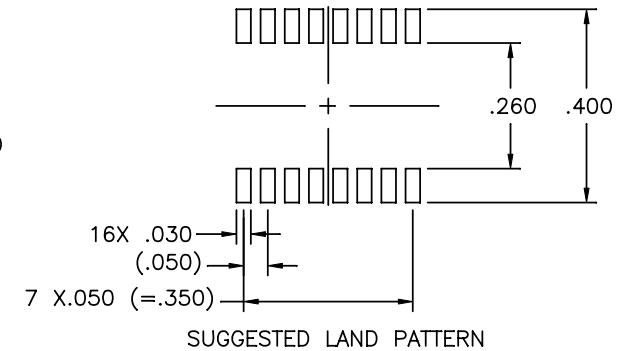 .260
.400
16X .030
(.050)
7 X.050 (=.350)
SUGGESTED LAND PATTERN